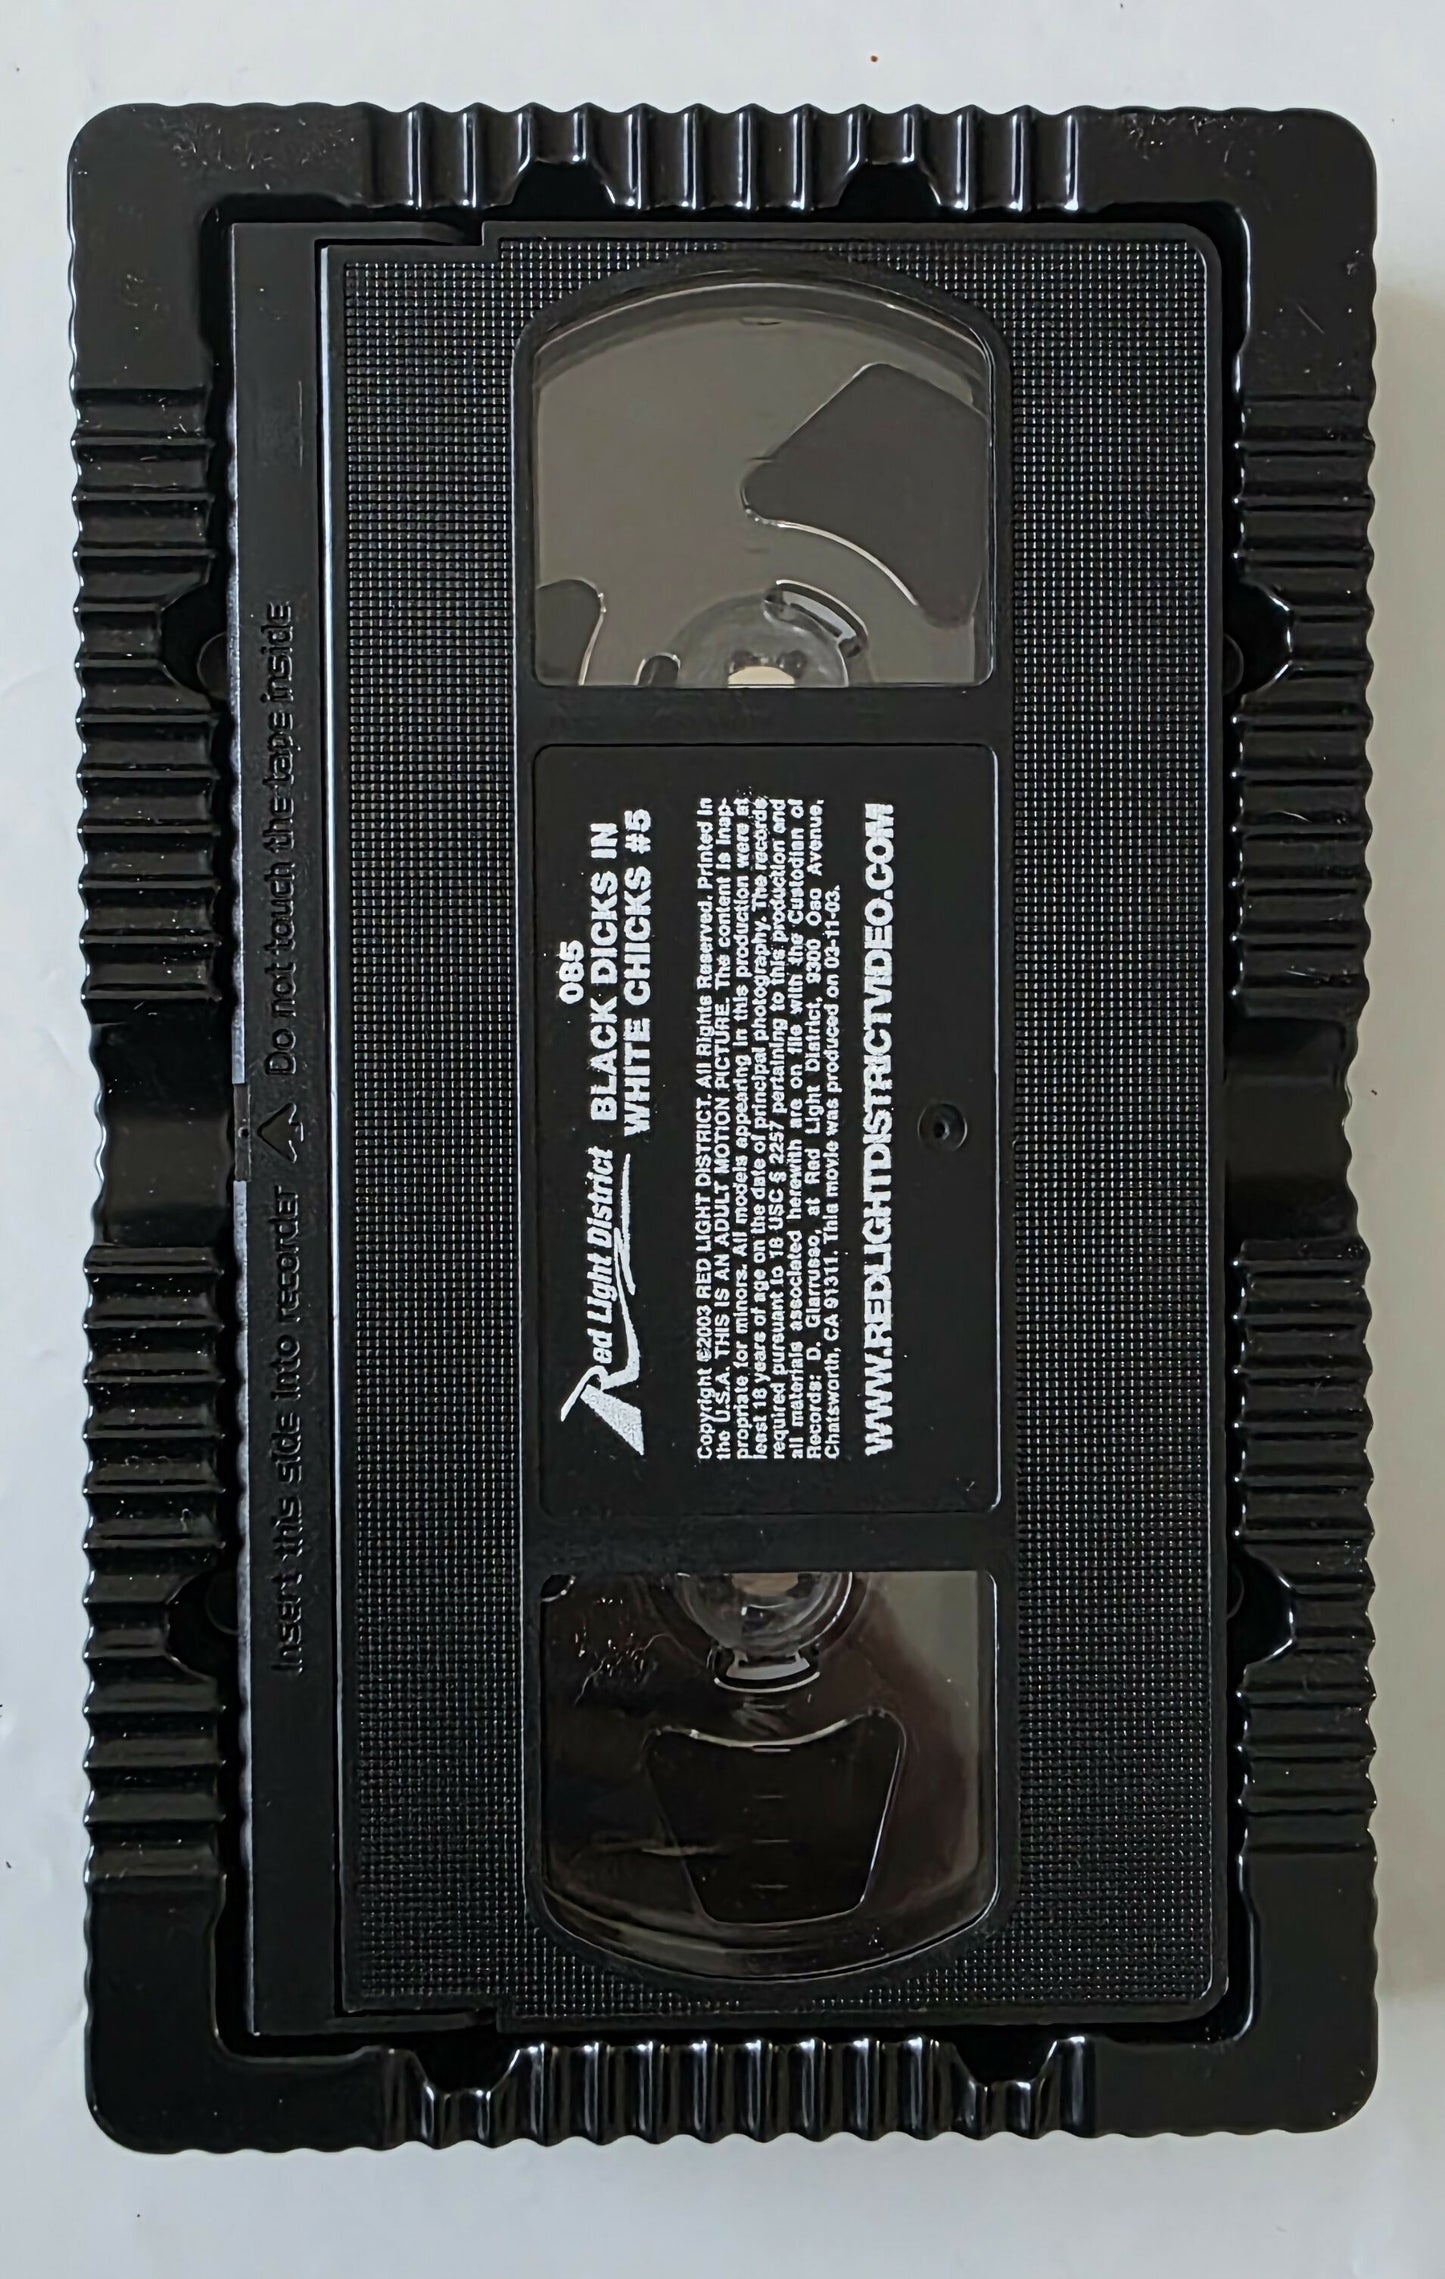 Insert this side into recorder
Do not touch the tape inside
Red Light District
085
BLACK DICKS IN
WHITE CHICKS #5
Copyright ©2003 RED LIGHT DISTRICT. All Rights Reserved. Printed in
the U.S.A. THIS IS AN ADULT MOTION PICTURE. The content is inap-
propriate for minors. All models appearing in this production were at
least 18 years of age on the date of principal photography. The records
required pursuant to 18 USC § 2257 pertaining to this production and
all materials associated herewith are on file with the Custodian of
Records: D. Giarrusso, at Red Light District, 9300 Oso Avenue,
Chatsworth, CA 91311. This movie was produced on 03-11-03.
WWW.REDLIGHTDISTRICTVIDEO.COM